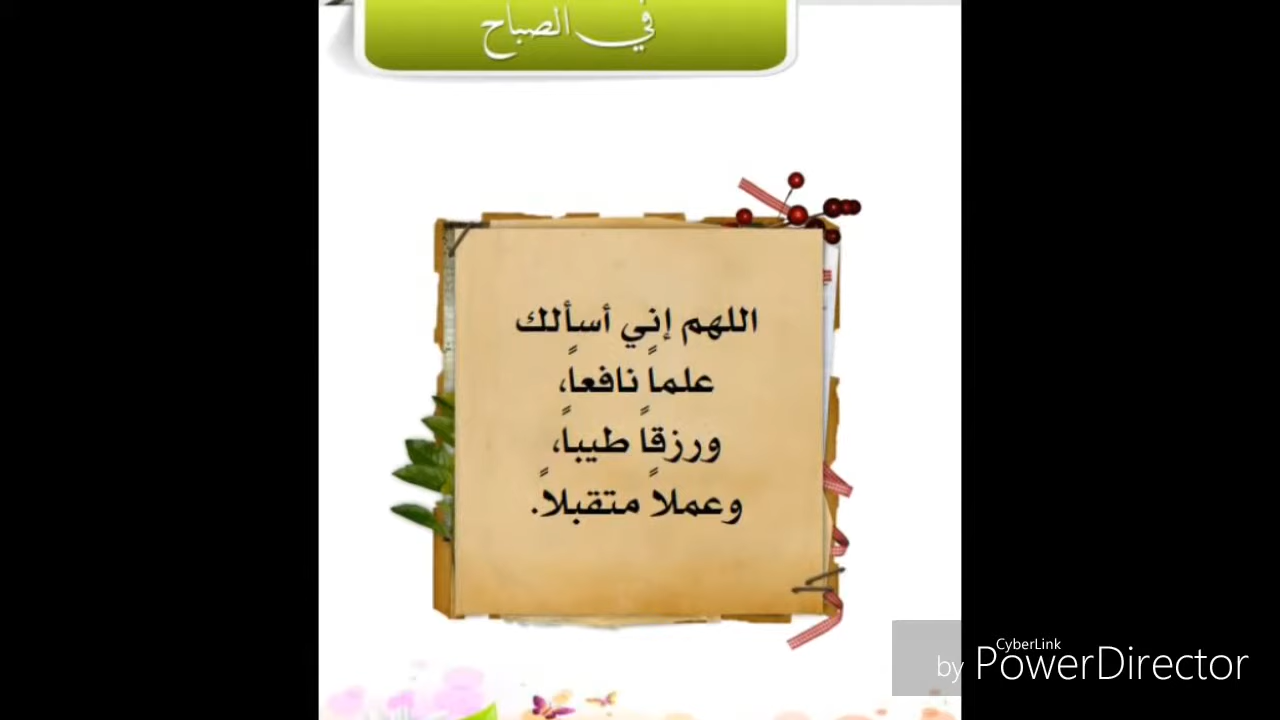 في الصباح
اللهم إني أسألك
علماً نافعاً،
ورزقاً طيباً،
وعملاً متقبلاً.
CyberLink
by PowerDirector